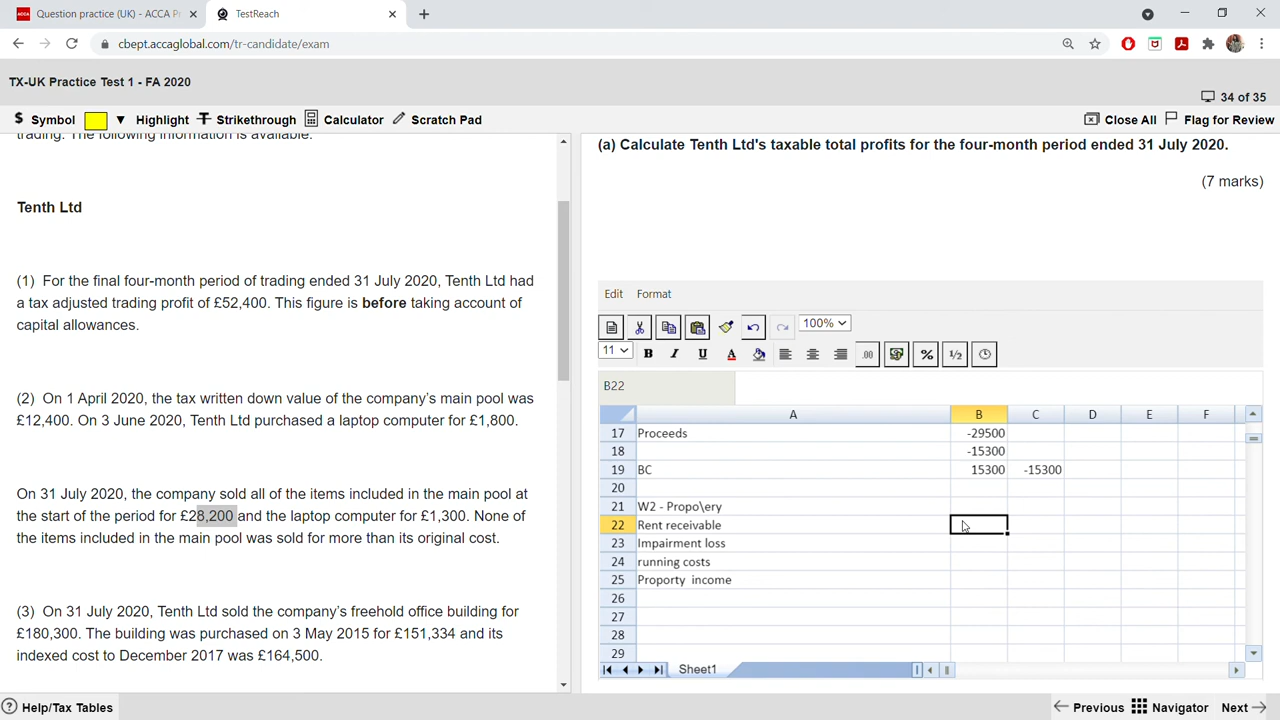 Question practice (UK) - ACCA P
TestReach
cbept.accaglobal.com/tr-candidate/exam
TX-UK Practice Test 1 - FA 2020
34 of 35
$ Symbol Highlight Strikethrough Calculator Scratch Pad
Close All Flag for Review
trading. The following information is available.
Tenth Ltd
(1) For the final four-month period of trading ended 31 July 2020, Tenth Ltd had
a tax adjusted trading profit of £52,400. This figure is before taking account of
capital allowances.
(2) On 1 April 2020, the tax written down value of the company's main pool was
£12,400. On 3 June 2020, Tenth Ltd purchased a laptop computer for £1,800.
On 31 July 2020, the company sold all of the items included in the main pool at
the start of the period for £28,200 and the laptop computer for £1,300. None of
the items included in the main pool was sold for more than its original cost.
(3) On 31 July 2020, Tenth Ltd sold the company's freehold office building for
£180,300. The building was purchased on 3 May 2015 for £151,334 and its
indexed cost to December 2017 was £164,500.
(a) Calculate Tenth Ltd's taxable total profits for the four-month period ended 31 July 2020.
(7 marks)
Edit Format
100%
11 B I U A .00 % 1/2
B22
A B C D E F
17 Proceeds -29500
18 -15300
19 BC 15300 -15300
20
21 W2 - Propo\ery
22 Rent receivable
23 Impairment loss
24 running costs
25 Proporty income
26
27
28
29
Sheet1
? Help/Tax Tables
Previous Navigator Next